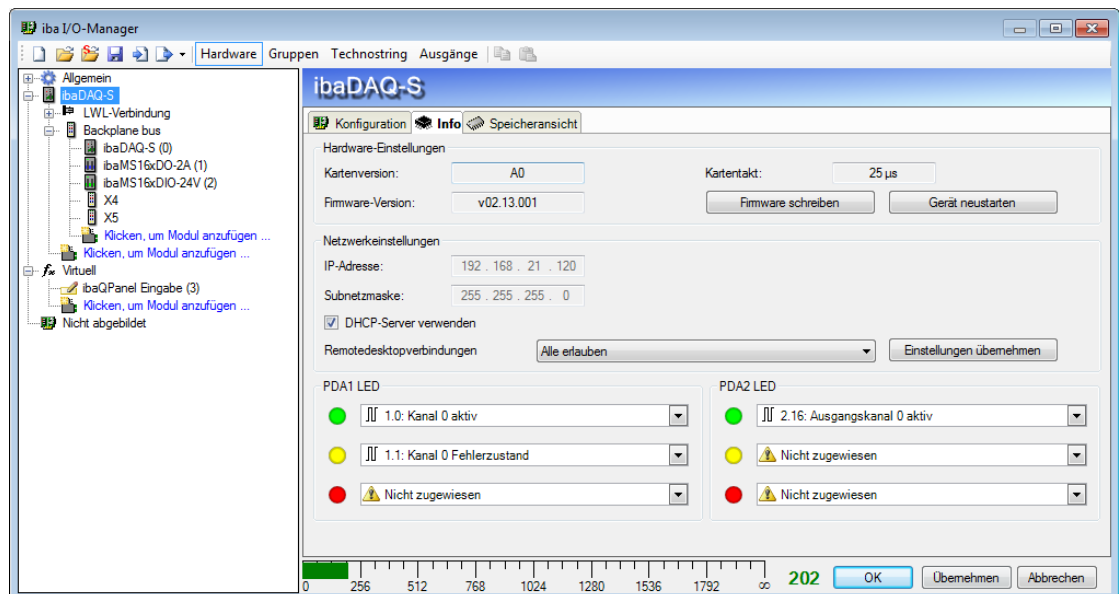 iba I/O-Manager
Hardware Gruppen Technostring Ausgänge
Allgemein
ibaDAQ-S
LWL-Verbindung
Backplane bus
ibaDAQ-S (0)
ibaMS16xDO-2A (1)
ibaMS16xDIO-24V (2)
X4
X5
Klicken, um Modul anzufügen ...
Klicken, um Modul anzufügen ...
fx Virtuell
ibaQPanel Eingabe (3)
Klicken, um Modul anzufügen ...
Nicht abgebildet
ibaDAQ-S
Konfiguration Info Speicheransicht
Hardware-Einstellungen
Kartenversion: A0 Kartentakt: 25 µs
Firmware-Version: v02.13.001 Firmware schreiben Gerät neustarten
Netzwerkeinstellungen
IP-Adresse: 192 . 168 . 21 . 120
Subnetzmaske: 255 . 255 . 255 . 0
DHCP-Server verwenden
Remotedesktopverbindungen Alle erlauben Einstellungen übernehmen
PDA1 LED PDA2 LED
1.0: Kanal 0 aktiv 2.16: Ausgangskanal 0 aktiv
1.1: Kanal 0 Fehlerzustand Nicht zugewiesen
Nicht zugewiesen Nicht zugewiesen
0 256 512 768 1024 1280 1536 1792 ∞ 202 OK Übernehmen Abbrechen